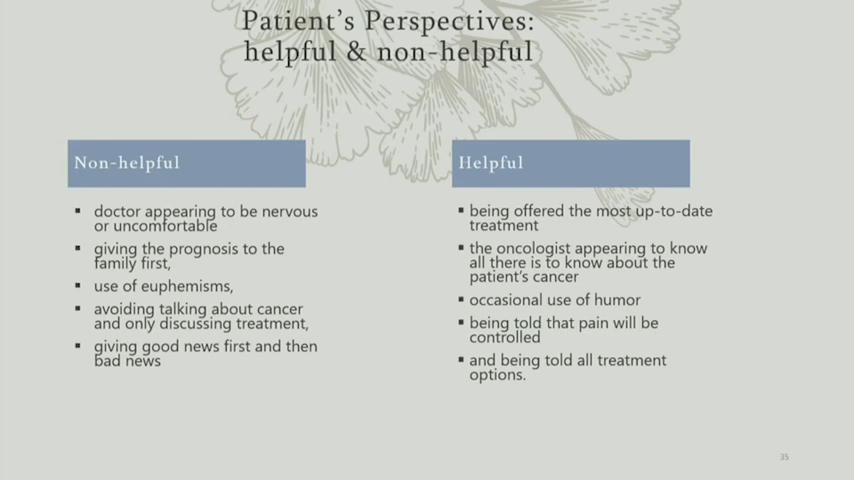 Patient’s Perspectives:
helpful & non-helpful
Non-helpful
▪ doctor appearing to be nervous
or uncomfortable
▪ giving the prognosis to the
family first,
▪ use of euphemisms,
▪ avoiding talking about cancer
and only discussing treatment,
▪ giving good news first and then
bad news
Helpful
▪ being offered the most up-to-date
treatment
▪ the oncologist appearing to know
all there is to know about the
patient’s cancer
▪ occasional use of humor
▪ being told that pain will be
controlled
▪ and being told all treatment
options.
35